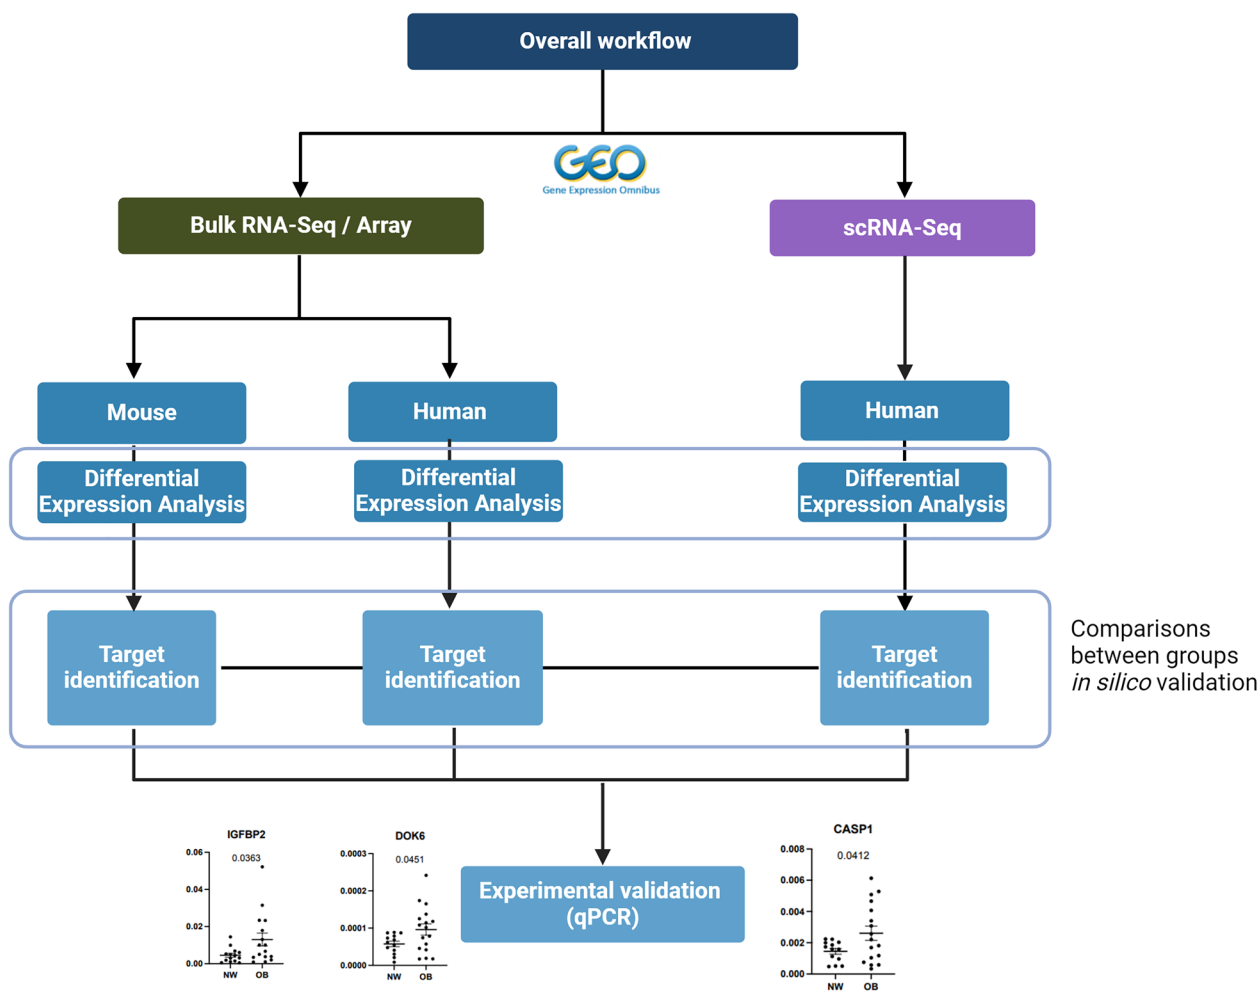 Overall workflow
GEO
Gene Expression Omnibus
Bulk RNA-Seq / Array
scRNA-Seq
Mouse
Human
Human
Differential
Expression Analysis
Differential
Expression Analysis
Differential
Expression Analysis
Target
identification
Target
identification
Target
identification
Comparisons
between groups
in silico validation
IGFBP2
0.0363
0.06
0.04
0.02
0.00
NW OB
DOK6
0.0451
0.0003
0.0002
0.0001
0.0000
NW OB
Experimental validation
(qPCR)
CASP1
0.0412
0.008
0.006
0.004
0.002
0.000
NW OB